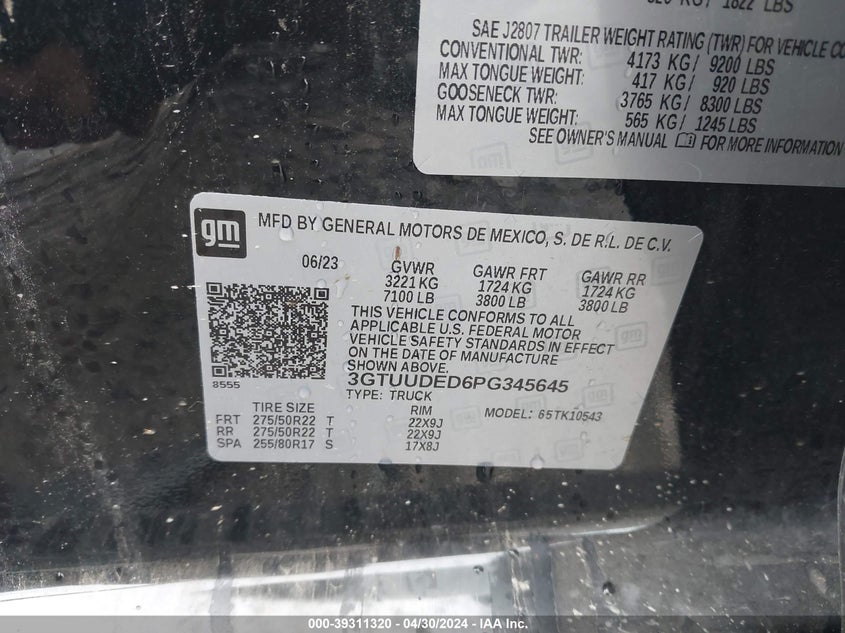 KG/ 1822 LBS
SAE J2807 TRAILER WEIGHT RATING (TWR) FOR VEHICLE
CONVENTIONAL TWR: 4173 KG/ 9200 LBS
MAX TONGUE WEIGHT: 417 KG/ 920 LBS
GOOSENECK TWR: 3765 KG/ 8300 LBS
MAX TONGUE WEIGHT: 565 KG/ 1245 LBS
SEE OWNER'S MANUAL FOR MORE INFORMATION
gm MFD BY GENERAL MOTORS DE MEXICO, S. DE R.L. DE C.V.
06/23 GVWR GAWR FRT GAWR RR
3221 KG 1724 KG 1724 KG
7100 LB 3800 LB 3800 LB
THIS VEHICLE CONFORMS TO ALL
APPLICABLE U.S. FEDERAL MOTOR
VEHICLE SAFETY STANDARDS IN EFFECT
ON THE DATE OF MANUFACTURE
SHOWN ABOVE.
8555 3GTUUDED6PG345645
TYPE: TRUCK MODEL: 65TK10543
TIRE SIZE RIM
FRT 275/50R22 T 22X9J
RR 275/50R22 T 22X9J
SPA 255/80R17 S 17X8J
000-39311320 / 04/30/2024 - IAA Inc.